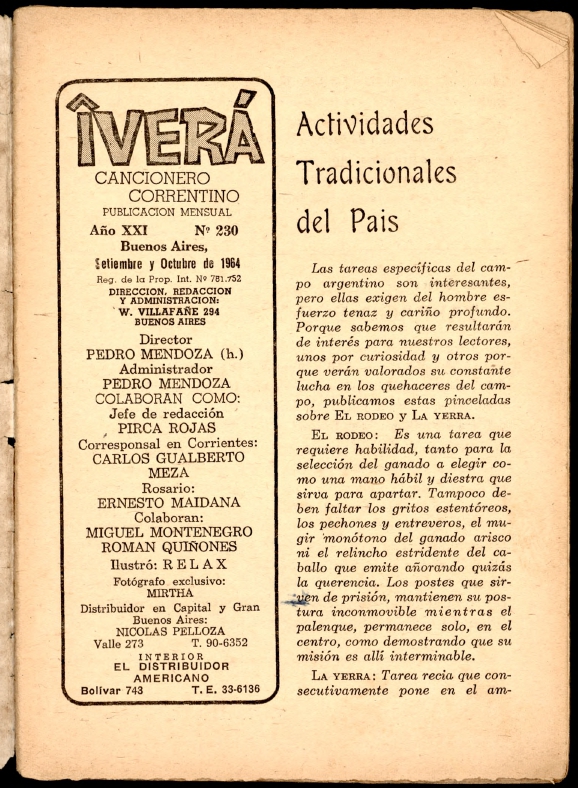 ÎVERÁ
CANCIONERO
CORRENTINO
PUBLICACION MENSUAL
Año XXI Nº 230
Buenos Aires,
Setiembre y Octubre de 1964
Reg. de la Prop. Int. Nº 781.752
DIRECCION, REDACCION
Y ADMINISTRACION:
W. VILLAFAÑE 294
BUENOS AIRES
Director
PEDRO MENDOZA (h.)
Administrador
PEDRO MENDOZA
COLABORAN COMO:
Jefe de redacción
PIRCA ROJAS
Corresponsal en Corrientes:
CARLOS GUALBERTO
MEZA
Rosario:
ERNESTO MAIDANA
Colaboran:
MIGUEL MONTENEGRO
ROMAN QUIÑONES
Ilustró: RELAX
Fotógrafo exclusivo:
MIRTHA
Distribuidor en Capital y Gran
Buenos Aires:
NICOLAS PELLOZA
Valle 273 T. 90-6352
INTERIOR
EL DISTRIBUIDOR
AMERICANO
Bolívar 743 T. E. 33-6136
Actividades
Tradicionales
del Pais
Las tareas específicas del cam-
po argentino son interesantes,
pero ellas exigen del hombre es-
fuerzo tenaz y cariño profundo.
Porque sabemos que resultarán
de interés para nuestros lectores,
unos por curiosidad y otros por-
que verán valorados su constante
lucha en los quehaceres del cam-
po, publicamos estas pinceladas
sobre EL RODEO y LA YERRA.
EL RODEO: Es una tarea que
requiere habilidad, tanto para la
selección del ganado a elegir co-
mo una mano hábil y diestra que
sirva para apartar. Tampoco de-
ben faltar los gritos estentóreos,
los pechones y entreveros, el mu-
gir monótono del ganado arisco
ni el relincho estridente del ca-
ballo que emite añorando quizás
la querencia. Los postes que sir-
ven de prisión, mantienen su pos-
tura inconmovible mientras el
palenque, permanece solo, en el
centro, como demostrando que su
misión es allí interminable.
LA YERRA: Tarea recia que con-
secutivamente pone en el am-